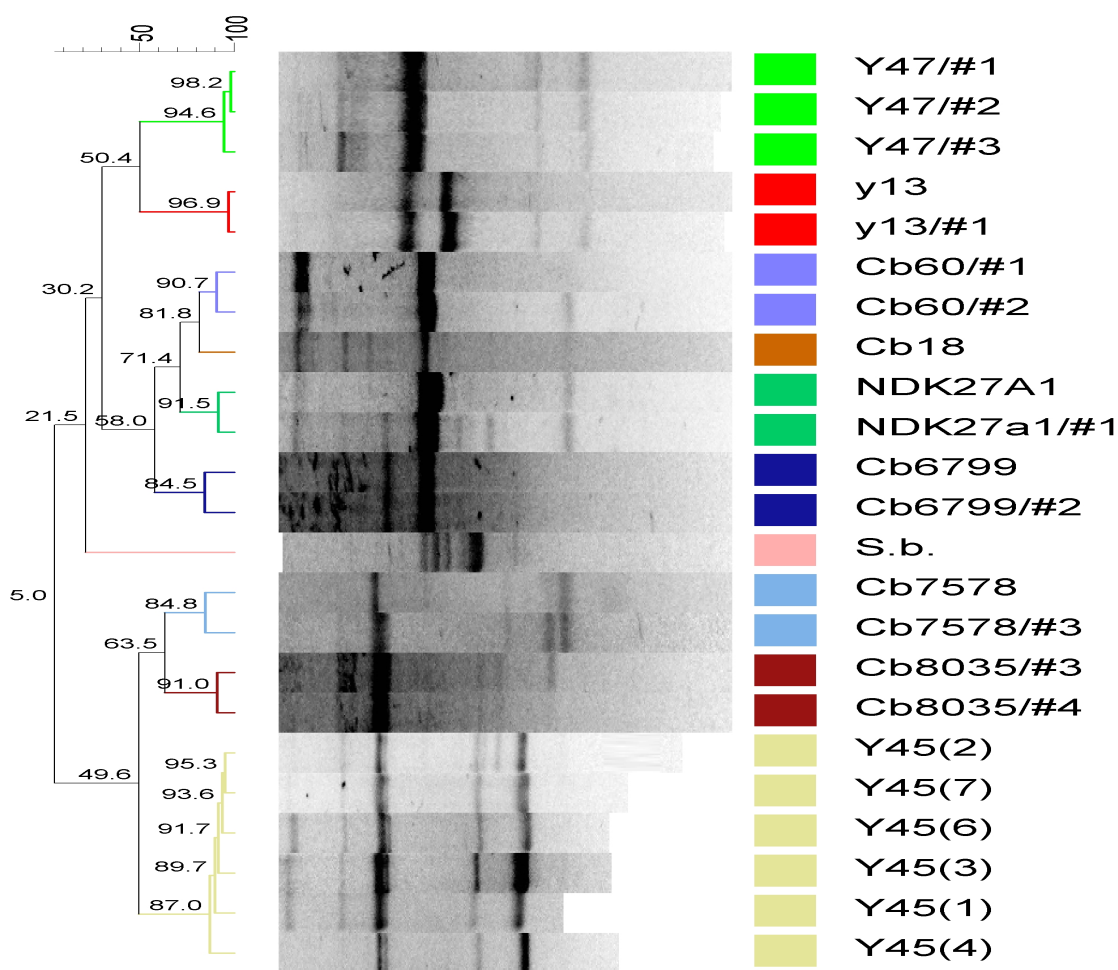 50
100
98.2
Y47/#1
94.6
Y47/#2
50.4
Y47/#3
96.9
y13
y13/#1
30.2
90.7
Cb60/#1
81.8
Cb60/#2
71.4
Cb18
91.5
NDK27A1
21.5
58.0
NDK27a1/#1
84.5
Cb6799
Cb6799/#2
S.b.
5.0
84.8
Cb7578
63.5
Cb7578/#3
91.0
Cb8035/#3
Cb8035/#4
95.3
Y45(2)
49.6
93.6
Y45(7)
91.7
Y45(6)
89.7
Y45(3)
87.0
Y45(1)
Y45(4)